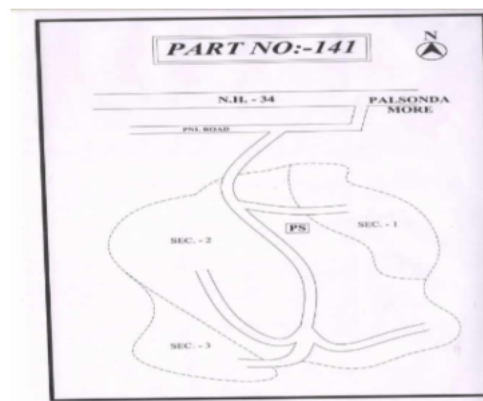 PART NO:-141
N
N.H. - 34
PALSONDA
MORE
PNL ROAD
PS
SEC. - 1
SEC. - 2
SEC. - 3